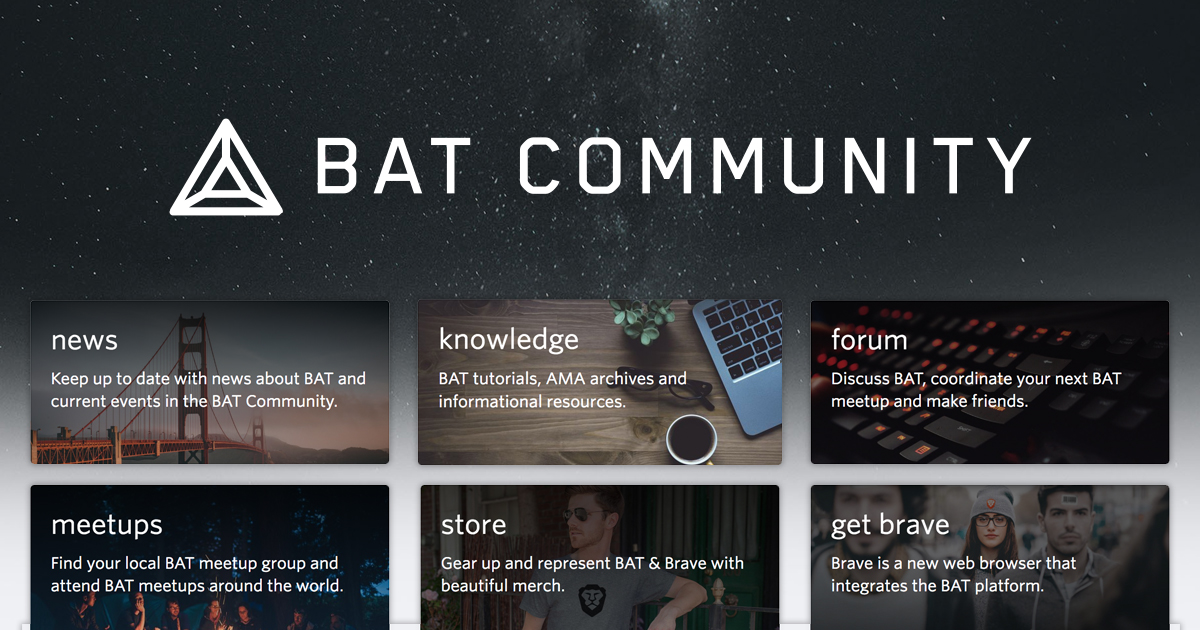 BAT COMMUNITY
news
Keep up to date with news about BAT and
current events in the BAT Community.
knowledge
BAT tutorials, AMA archives and
informational resources.
forum
Discuss BAT, coordinate your next BAT
meetup and make friends.
meetups
Find your local BAT meetup group and
attend BAT meetups around the world.
store
Gear up and represent BAT & Brave with
beautiful merch.
get brave
Brave is a new web browser that
integrates the BAT platform.